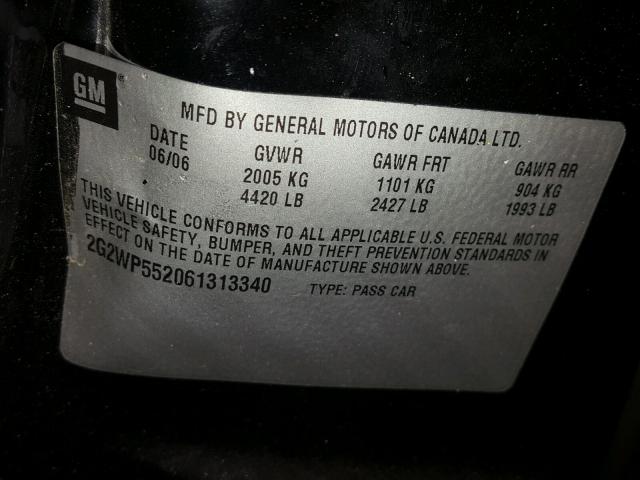 GM
MFD BY GENERAL MOTORS OF CANADA LTD.
DATE GVWR GAWR FRT GAWR RR
06/06 2005 KG 1101 KG 904 KG
4420 LB 2427 LB 1993 LB
THIS VEHICLE CONFORMS TO ALL APPLICABLE U.S. FEDERAL MOTOR
VEHICLE SAFETY, BUMPER, AND THEFT PREVENTION STANDARDS IN
EFFECT ON THE DATE OF MANUFACTURE SHOWN ABOVE.
2G2WP552061313340 TYPE: PASS CAR